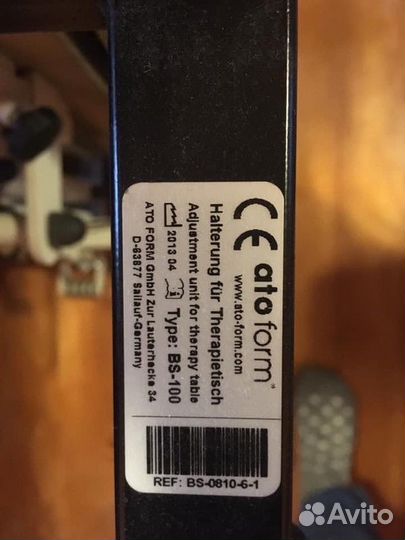 CE ato form™
www.ato-form.com
Halterung für Therapietisch
Adjustment unit for therapy table
2013 04 Type: BS-100
ATO FORM GmbH Zur Lauterhecke 34
D-63877 Sailauf-Germany
REF: BS-0810-6-1
Avito